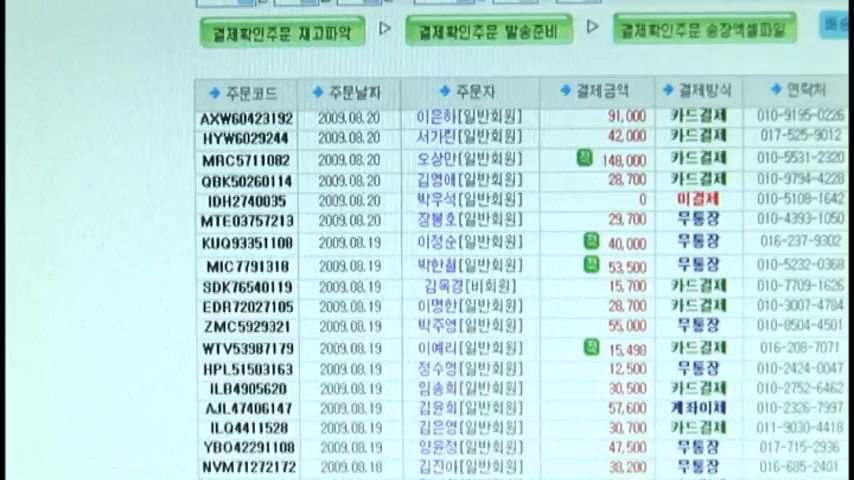 결제확인주문 재고파악 결제확인주문 발송준비 결제확인주문 송장엑셀파일
주문코드 주문날짜 주문자 결제금액 결제방식 연락처
AXW60423192 2009.08.20 이은하[일반회원] 91,000 카드결제 010-9195-0226
HYW6029244 2009.08.20 서가린[일반회원] 42,000 카드결제 017-525-9012
MRC5711082 2009.08.20 오상만[일반회원] 적 148,000 카드결제 010-5531-2320
QBK50260114 2009.08.20 김영애[일반회원] 28,700 카드결제 010-9794-4228
IDH2740035 2009.08.20 박우석[일반회원] 0 미결제 010-5108-1642
MTE03757213 2009.08.20 장봉호[일반회원] 29,700 무통장 010-4393-1050
KUQ93351108 2009.08.19 이정순[일반회원] 적 40,000 무통장 016-237-9302
MIC7791318 2009.08.19 박한철[일반회원] 적 53,500 무통장 010-5232-0368
SDK76540119 2009.08.19 김옥경[비회원] 15,700 카드결제 010-7709-1626
EDR72027105 2009.08.19 이명한[일반회원] 28,700 카드결제 010-3007-4784
ZMC5929321 2009.08.19 박주영[일반회원] 55,000 무통장 010-8504-4501
WTV53987179 2009.08.19 이예리[일반회원] 적 15,498 카드결제 016-208-7071
HPL51503163 2009.08.19 정수영[일반회원] 12,500 무통장 010-2424-0047
ILB4905620 2009.08.19 임송희[일반회원] 30,500 카드결제 010-2752-6462
AJL47406147 2009.08.19 김윤희[일반회원] 57,600 계좌이체 010-2326-7997
ILQ4411528 2009.08.19 김은영[일반회원] 30,700 카드결제 011-9030-4418
YBO42291108 2009.08.19 양윤정[일반회원] 47,500 무통장 017-715-2936
NVM71272172 2009.08.18 김진아[일반회원] 38,200 무통장 016-685-2401